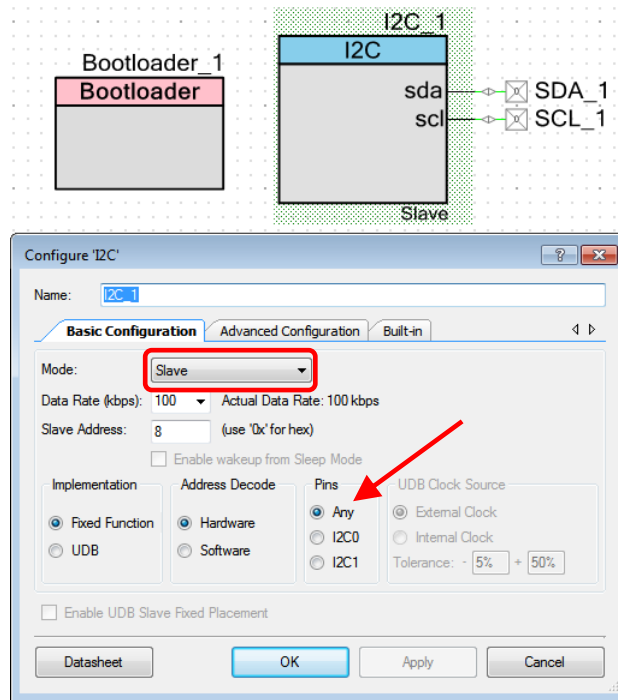 I2C_1
I2C
Bootloader_1
Bootloader
sda SDA_1
scl SCL_1
Slave
Configure 'I2C'
Name: I2C_1
Basic Configuration Advanced Configuration Built-in
Mode: Slave
Data Rate (kbps): 100 Actual Data Rate: 100 kbps
Slave Address: 8 (use '0x' for hex)
Enable wakeup from Sleep Mode
Implementation Address Decode Pins UDB Clock Source
Fixed Function Hardware Any External Clock
UDB Software I2C0 Internal Clock
I2C1 Tolerance: - 5% + 50%
Enable UDB Slave Fixed Placement
Datasheet OK Apply Cancel